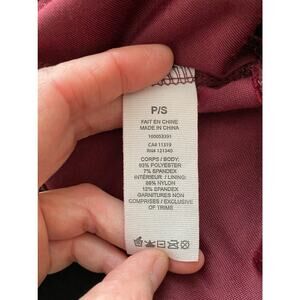 P/S
FAIT EN CHINE
MADE IN CHINA
100053391
CA# 11319
RN# 121340
CORPS / BODY:
93% POLYESTER
7% SPANDEX
INTÉRIEUR / LINING:
88% NYLON
12% SPANDEX
GARNITURES NON
COMPRISES / EXCLUSIVE
OF TRIMS